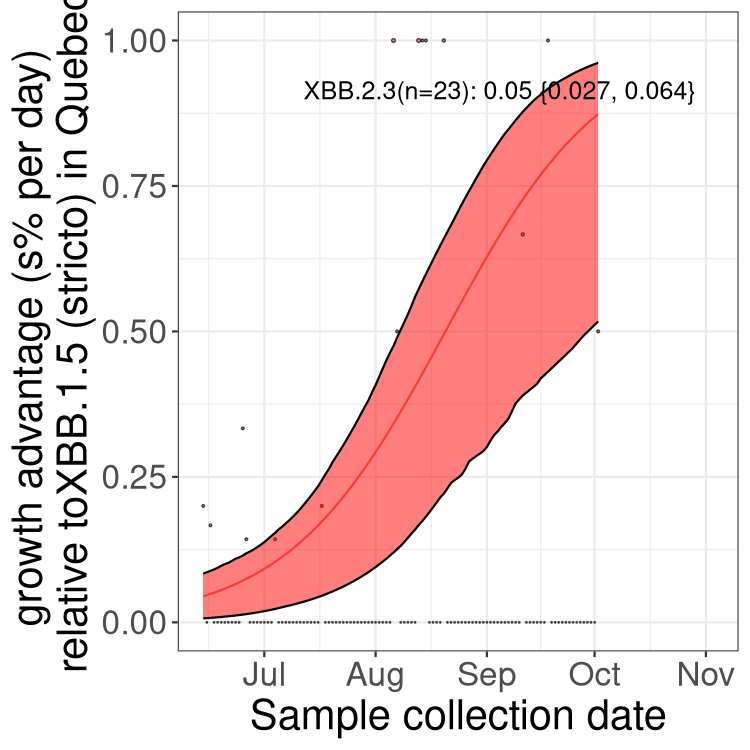 growth advantage (s% per day)
relative toXBB.1.5 (stricto) in Quebec
1.00
0.75
0.50
0.25
0.00
XBB.2.3(n=23): 0.05 {0.027, 0.064}
Jul Aug Sep Oct Nov
Sample collection date